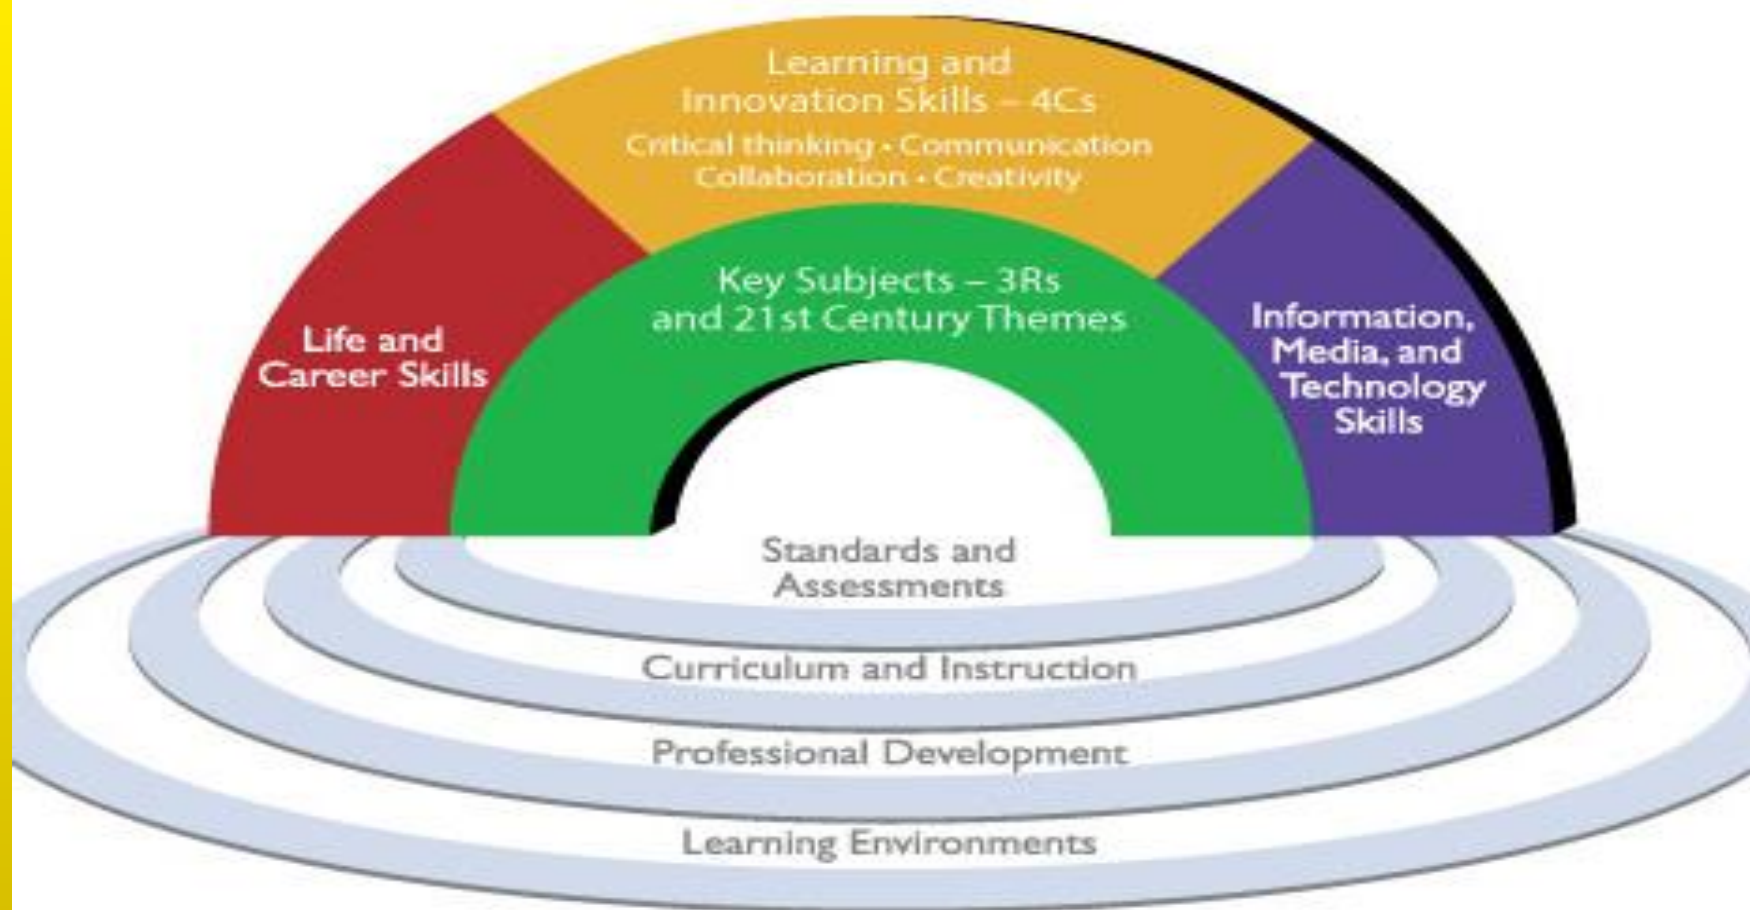 Learning and
Innovation Skills – 4Cs
Critical thinking • Communication
Collaboration • Creativity
Key Subjects – 3Rs
and 21st Century Themes
Life and
Career Skills
Information,
Media, and
Technology
Skills
Standards and
Assessments
Curriculum and Instruction
Professional Development
Learning Environments